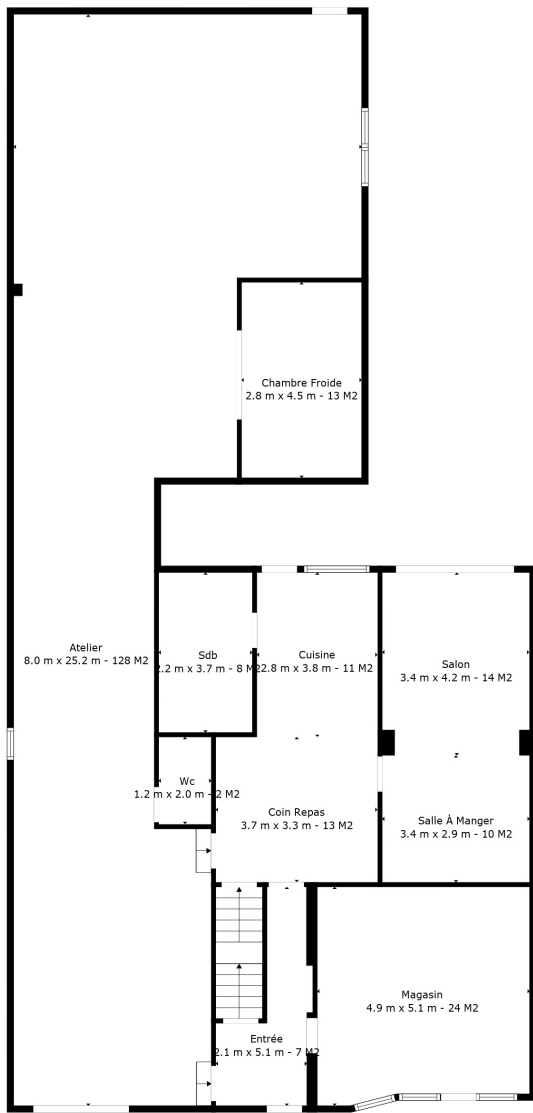 Chambre Froide
2.8 m x 4.5 m - 13 M2
Atelier
8.0 m x 25.2 m - 128 M2
Sdb
2.2 m x 3.7 m - 8 M2
Cuisine
2.8 m x 3.8 m - 11 M2
Salon
3.4 m x 4.2 m - 14 M2
Wc
1.2 m x 2.0 m - 2 M2
Coin Repas
3.7 m x 3.3 m - 13 M2
Salle À Manger
3.4 m x 2.9 m - 10 M2
Magasin
4.9 m x 5.1 m - 24 M2
Entrée
2.1 m x 5.1 m - 7 M2